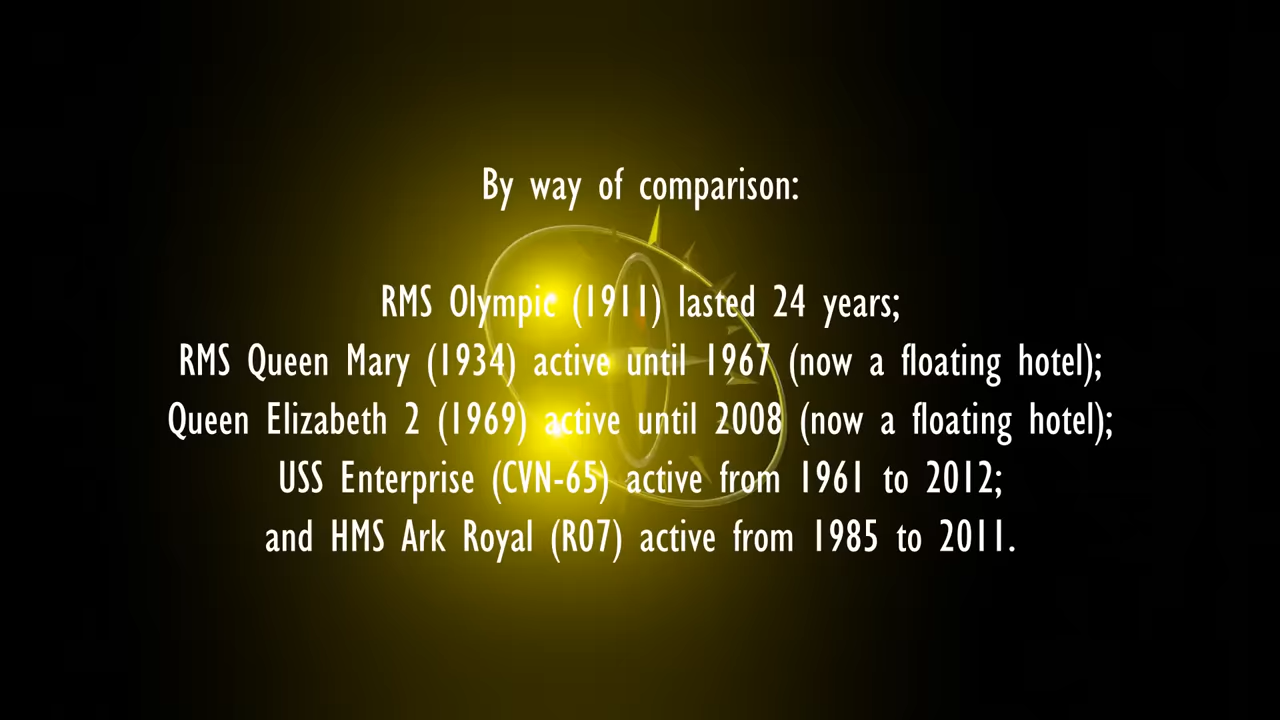 By way of comparison:
RMS Olympic (1911) lasted 24 years;
RMS Queen Mary (1934) active until 1967 (now a floating hotel);
Queen Elizabeth 2 (1969) active until 2008 (now a floating hotel);
USS Enterprise (CVN-65) active from 1961 to 2012;
and HMS Ark Royal (R07) active from 1985 to 2011.